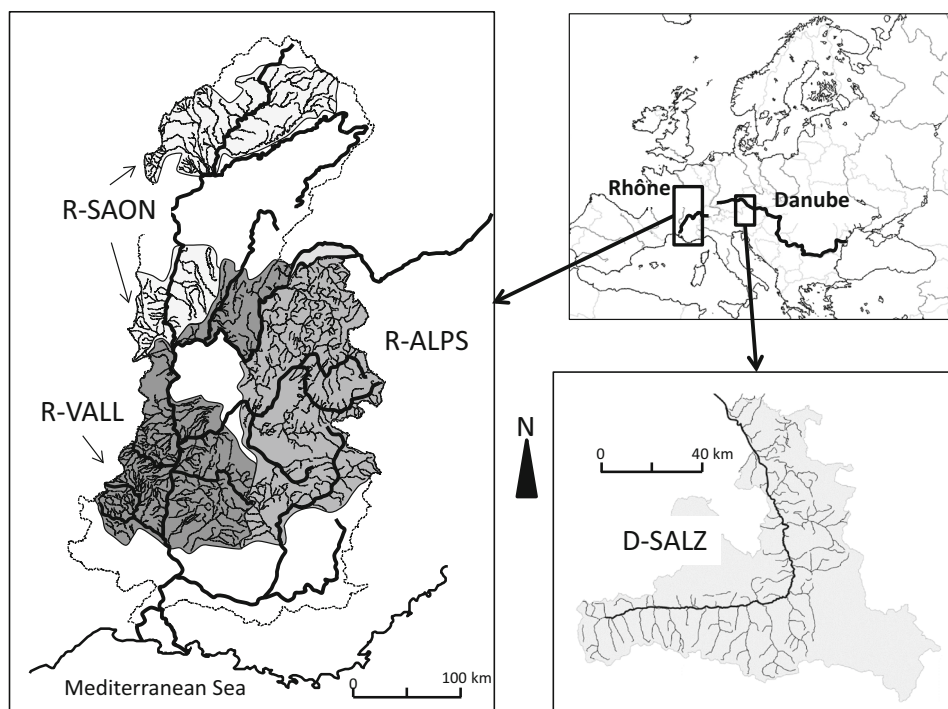 R-SAON
R-ALPS
R-VALL
Mediterranean Sea
0 100 km
Rhône
Danube
N
0 40 km
D-SALZ